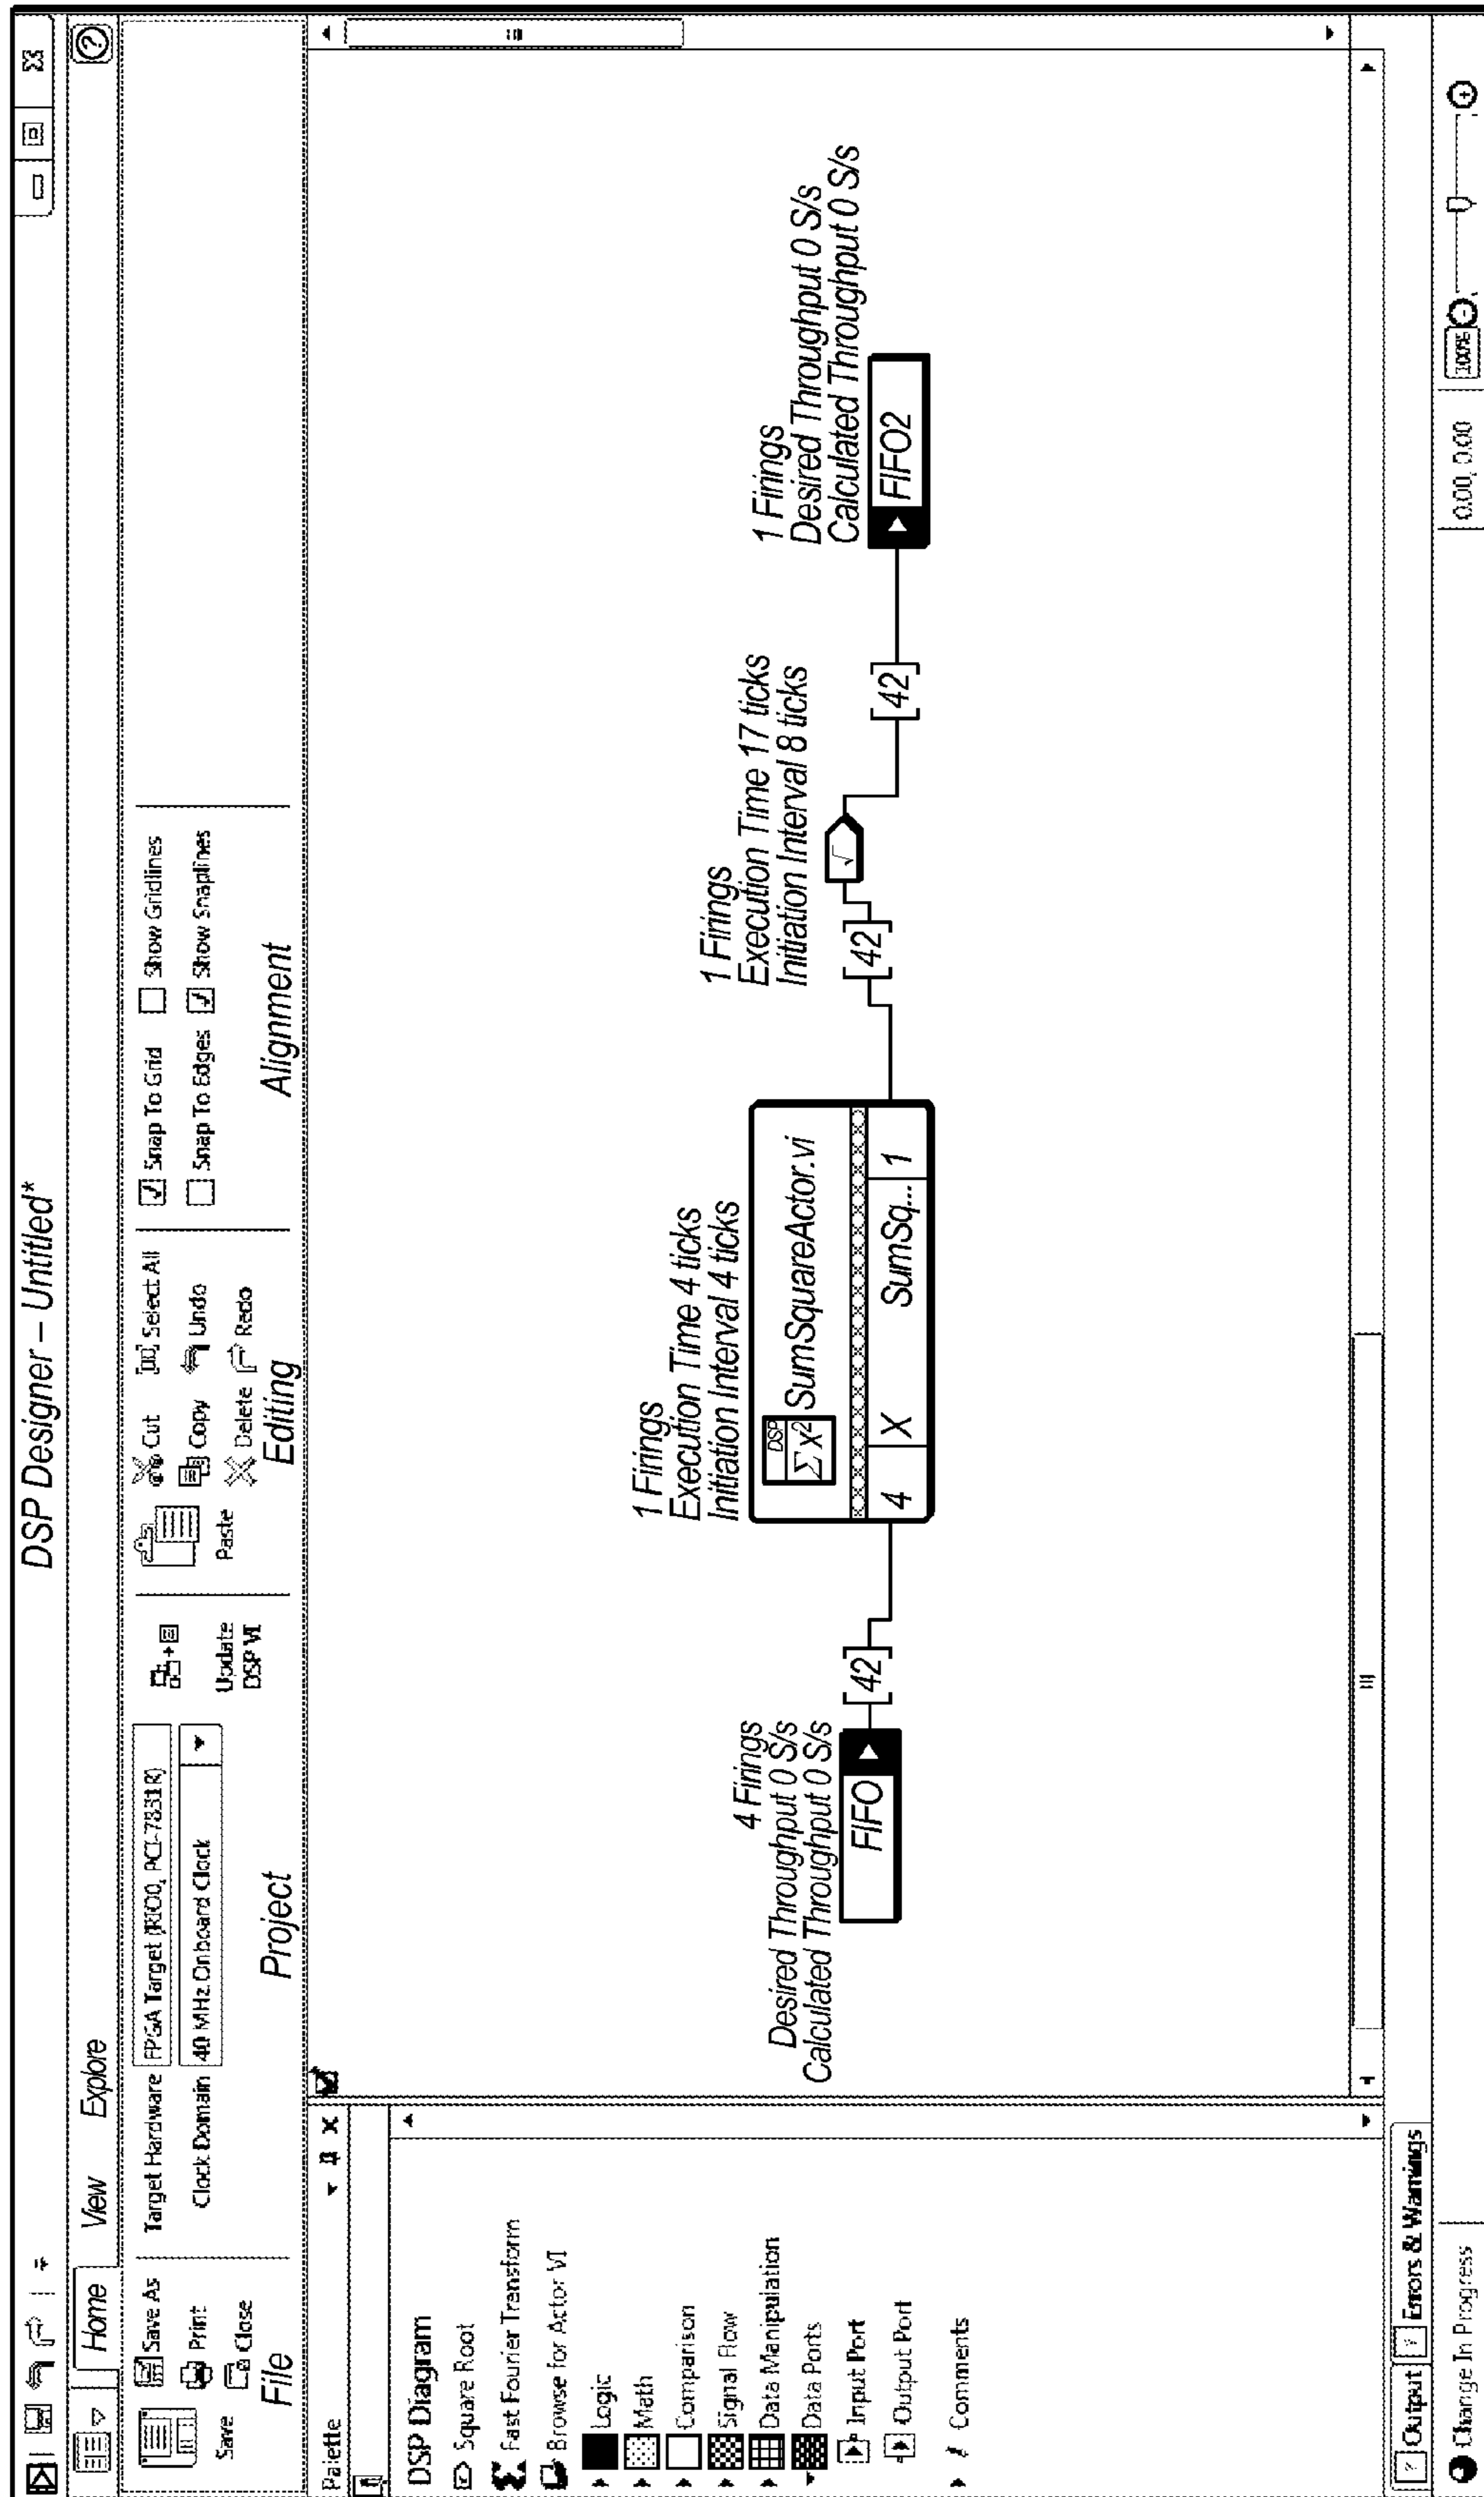 DSP Designer – Untitled*
Home View Explore
Save
Save As
Print
Close
File
Target Hardware FPGA Target (RIO0, PCI-7831R)
Clock Domain 40 MHz Onboard Clock
Update
DSP VI
Project
Paste
Cut
Copy
Delete
Select All
Undo
Redo
Editing
Snap To Grid
Show Gridlines
Snap To Edges
Show Snaplines
Alignment
Palette
DSP Diagram
Square Root
Fast Fourier Transform
Browse for Actor VI
Logic
Math
Comparison
Signal Flow
Data Manipulation
Data Ports
Input Port
Output Port
Comments
4 Firings
Desired Throughput 0 S/s
Calculated Throughput 0 S/s
FIFO
[42]
1 Firings
Execution Time 4 ticks
Initiation Interval 4 ticks
DSP
∑x² SumSquareActor.vi
4 X SumSq... 1
[42]
1 Firings
Execution Time 17 ticks
Initiation Interval 8 ticks
√
[42]
1 Firings
Desired Throughput 0 S/s
Calculated Throughput 0 S/s
FIFO2
Output Errors & Warnings
Change In Progress
0.00, 0.00
100%